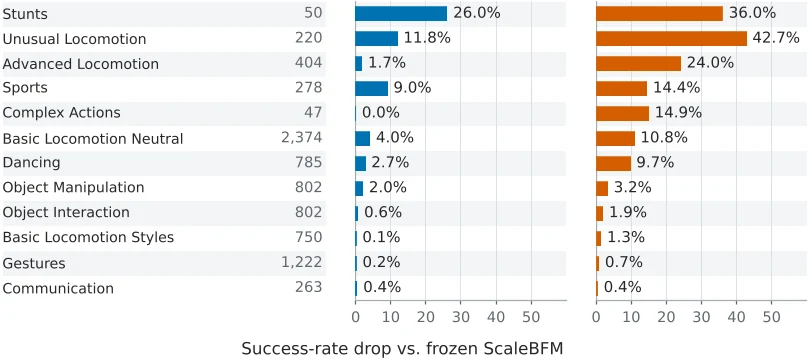 Stunts 50 26.0% 36.0%
Unusual Locomotion 220 11.8% 42.7%
Advanced Locomotion 404 1.7% 24.0%
Sports 278 9.0% 14.4%
Complex Actions 47 0.0% 14.9%
Basic Locomotion Neutral 2,374 4.0% 10.8%
Dancing 785 2.7% 9.7%
Object Manipulation 802 2.0% 3.2%
Object Interaction 802 0.6% 1.9%
Basic Locomotion Styles 750 0.1% 1.3%
Gestures 1,222 0.2% 0.7%
Communication 263 0.4% 0.4%
0 10 20 30 40 50 0 10 20 30 40 50
Success-rate drop vs. frozen ScaleBFM